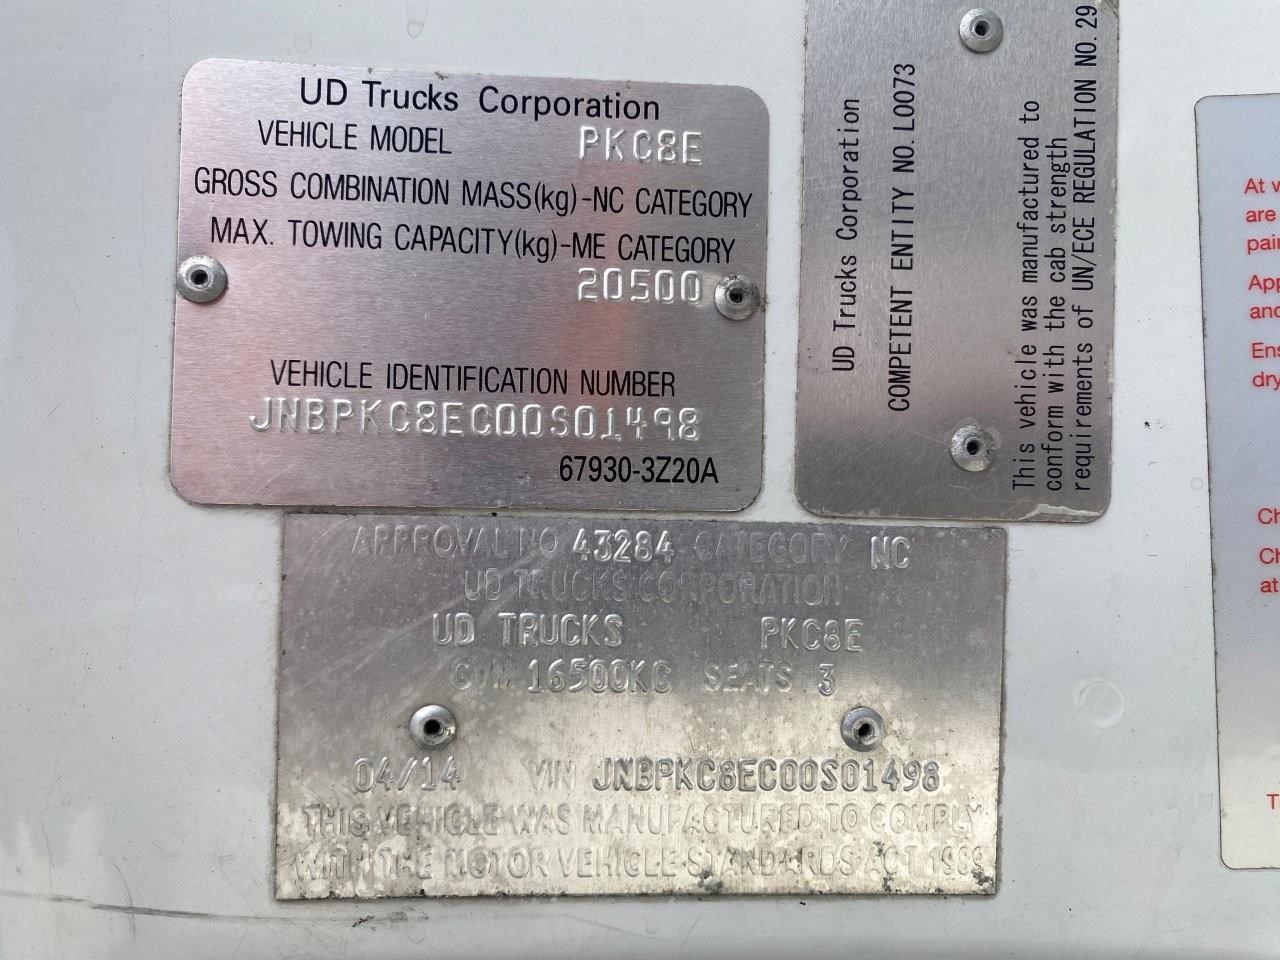 UD Trucks Corporation
VEHICLE MODEL PKC8E
GROSS COMBINATION MASS(kg)-NC CATEGORY
MAX. TOWING CAPACITY(kg)-ME CATEGORY
20500
VEHICLE IDENTIFICATION NUMBER
JNBPKC8EC00S01498
67930-3Z20A
UD Trucks Corporation
COMPETENT ENTITY NO. L0073
This vehicle was manufactured to
conform with the cab strength
requirements of UN/ECE REGULATION NO. 29
APPROVAL NO 43284 CATEGORY NC
UD TRUCKS CORPORATION
UD TRUCKS PKC8E
GVM 16500KG SEATS 3
04/14 VIN JNBPKC8EC00S01498
THIS VEHICLE WAS MANUFACTURED TO COMPLY
WITH THE MOTOR VEHICLE STANDARDS ACT 1989
At
are